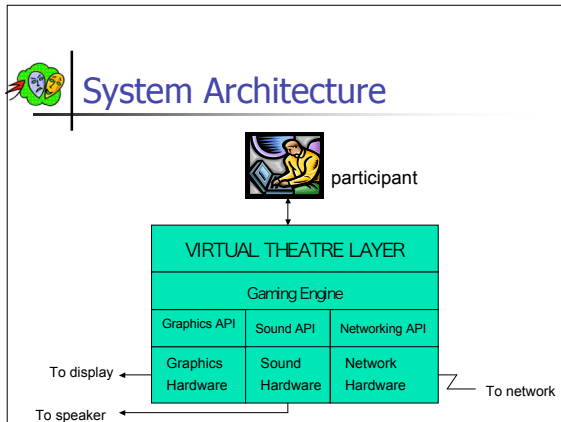 System Architecture
participant
VIRTUAL THEATRE LAYER
Gaming Engine
Graphics API
Sound API
Networking API
Graphics
Hardware
Sound
Hardware
Network
Hardware
To display
To network
To speaker